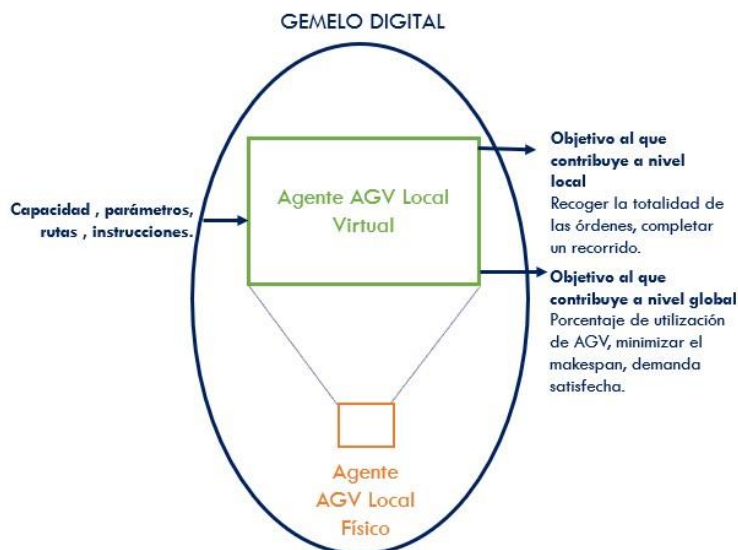 GEMELO DIGITAL
Capacidad , parámetros,
rutas , instrucciones.
Agente AGV Local
Virtual
Objetivo al que
contribuye a nivel
local
Recoger la totalidad de
las órdenes, completar
un recorrido.
Objetivo al que
contribuye a nivel global
Porcentaje de utilización
de AGV, minimizar el
makespan, demanda
satisfecha.
Agente
AGV Local
Físico